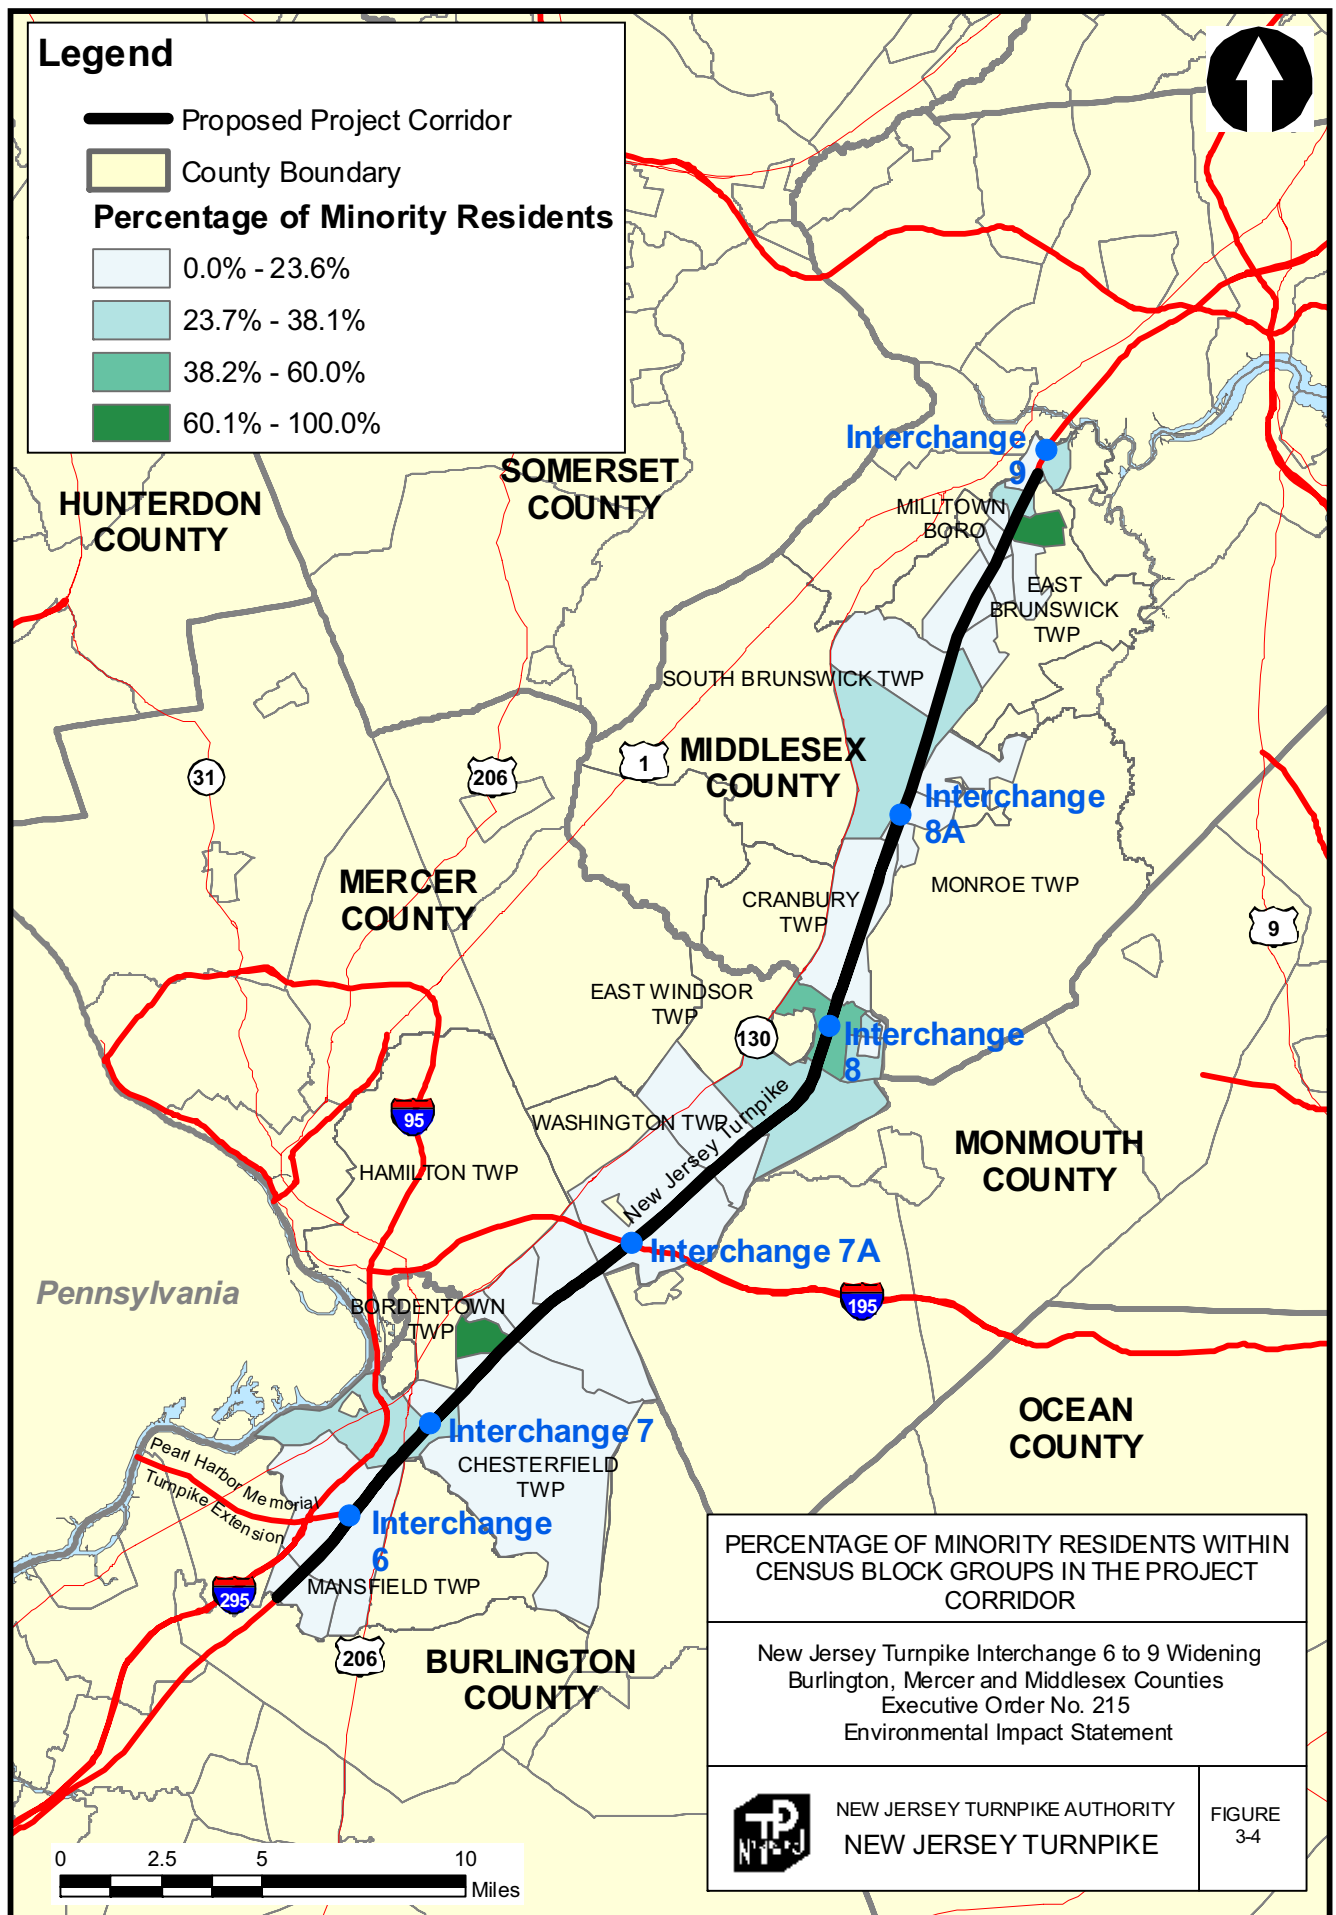 Legend
Proposed Project Corridor
County Boundary
Percentage of Minority Residents
0.0% - 23.6%
23.7% - 38.1%
38.2% - 60.0%
60.1% - 100.0%
Interchange
9
SOMERSET
COUNTY
HUNTERDON
COUNTY
MILLTOWN
BORO
EAST
BRUNSWICK
TWP
SOUTH BRUNSWICK TWP
MIDDLESEX
COUNTY
31
206
1
Interchange
8A
MERCER
COUNTY
CRANBURY
TWP
MONROE TWP
9
EAST WINDSOR
TWP
130
Interchange
8
95
WASHINGTON TWP
New Jersey Turnpike
HAMILTON TWP
MONMOUTH
COUNTY
Interchange 7A
Pennsylvania
BORDENTOWN
TWP
195
OCEAN
COUNTY
Interchange 7
Pearl Harbor Memorial
Turnpike Extension
CHESTERFIELD
TWP
Interchange
6
295
MANSFIELD TWP
206
BURLINGTON
COUNTY
PERCENTAGE OF MINORITY RESIDENTS WITHIN
CENSUS BLOCK GROUPS IN THE PROJECT
CORRIDOR
New Jersey Turnpike Interchange 6 to 9 Widening
Burlington, Mercer and Middlesex Counties
Executive Order No. 215
Environmental Impact Statement
NEW JERSEY TURNPIKE AUTHORITY
NEW JERSEY TURNPIKE
FIGURE
3-4
0 2.5 5 10
Miles